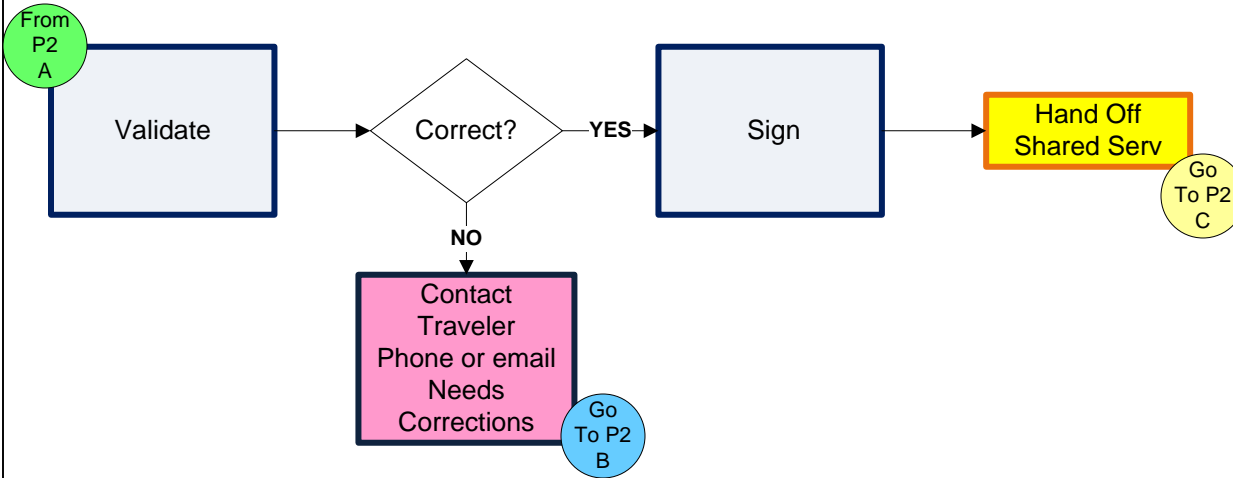 From
P2
A
Validate
Correct?
YES
Sign
Hand Off
Shared Serv
Go
To P2
C
NO
Contact
Traveler
Phone or email
Needs
Corrections
Go
To P2
B